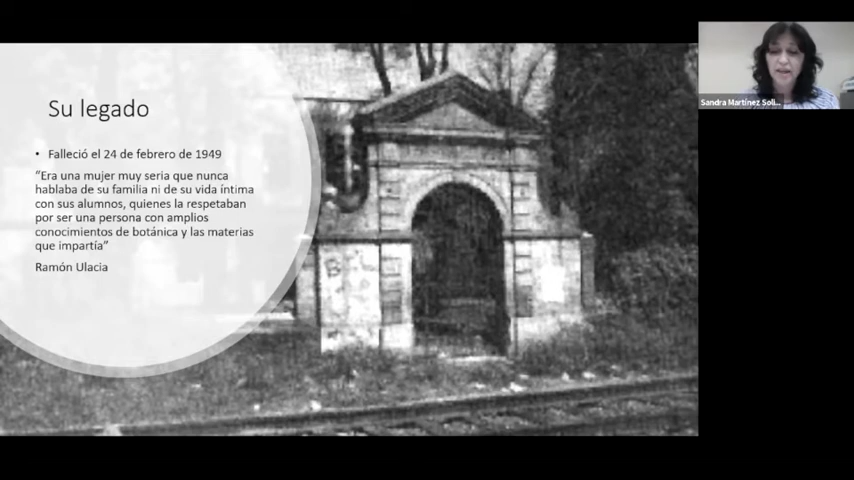 Su legado
• Falleció el 24 de febrero de 1949
“Era una mujer muy seria que nunca
hablaba de su familia ni de su vida íntima
con sus alumnos, quienes la respetaban
por ser una persona con amplios
conocimientos de botánica y las materias
que impartía”
Ramón Ulacia
Sandra Martínez Solí...